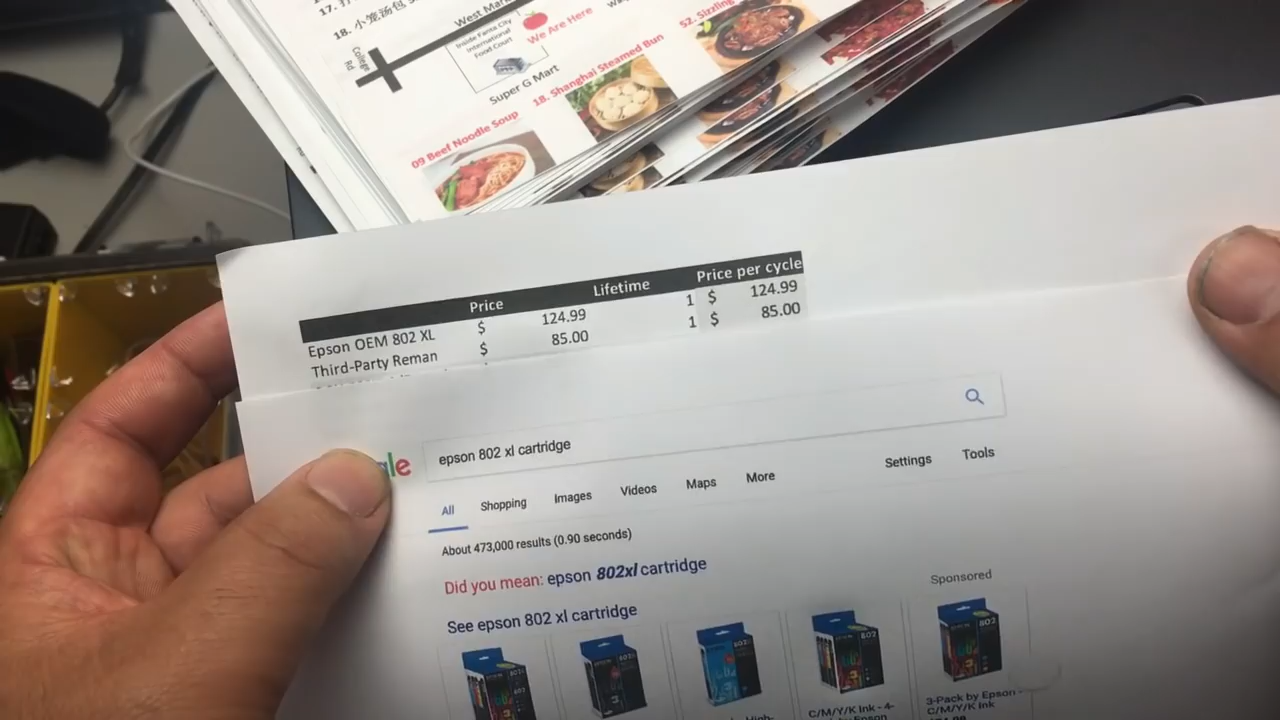 17.
18. 小笼汤包
West Mark
College Rd
Inside Fanta City
International
Food Court
We Are Here
Super G Mart
52. Sizzling
18. Shanghai Steamed Bun
09 Beef Noodle Soup
Price Lifetime Price per cycle
Epson OEM 802 XL $ 124.99 1 $ 124.99
Third-Party Reman $ 85.00 1 $ 85.00
gle epson 802 xl cartridge
All Shopping Images Videos Maps More Settings Tools
About 473,000 results (0.90 seconds)
Did you mean: epson 802xl cartridge
See epson 802 xl cartridge
Sponsored
802
802
High-
C/M/Y/K Ink - 4-
by Epson
3-Pack by Epson -
C/M/Y/K Ink